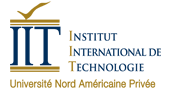 IIT
INSTITUT
INTERNATIONAL DE
TECHNOLOGIE
Université Nord Américaine Privée